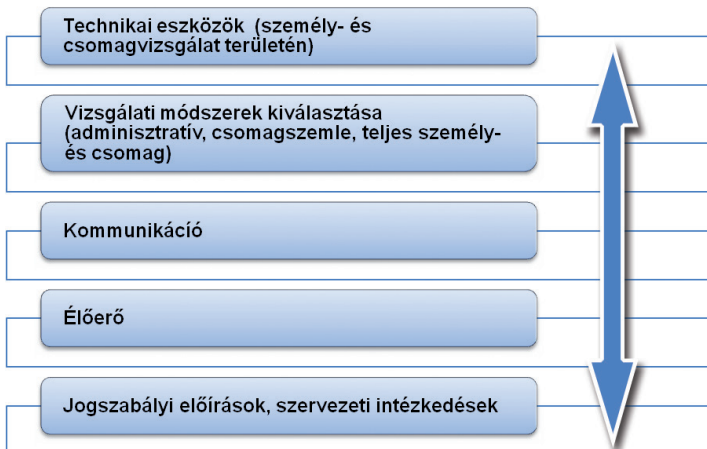 Technikai eszközök (személy- és
csomagvizsgálat területén)
Vizsgálati módszerek kiválasztása
(adminisztratív, csomagszemle, teljes személy-
és csomag)
Kommunikácíó
Élőerő
Jogszabályi előírások, szervezeti intézkedések